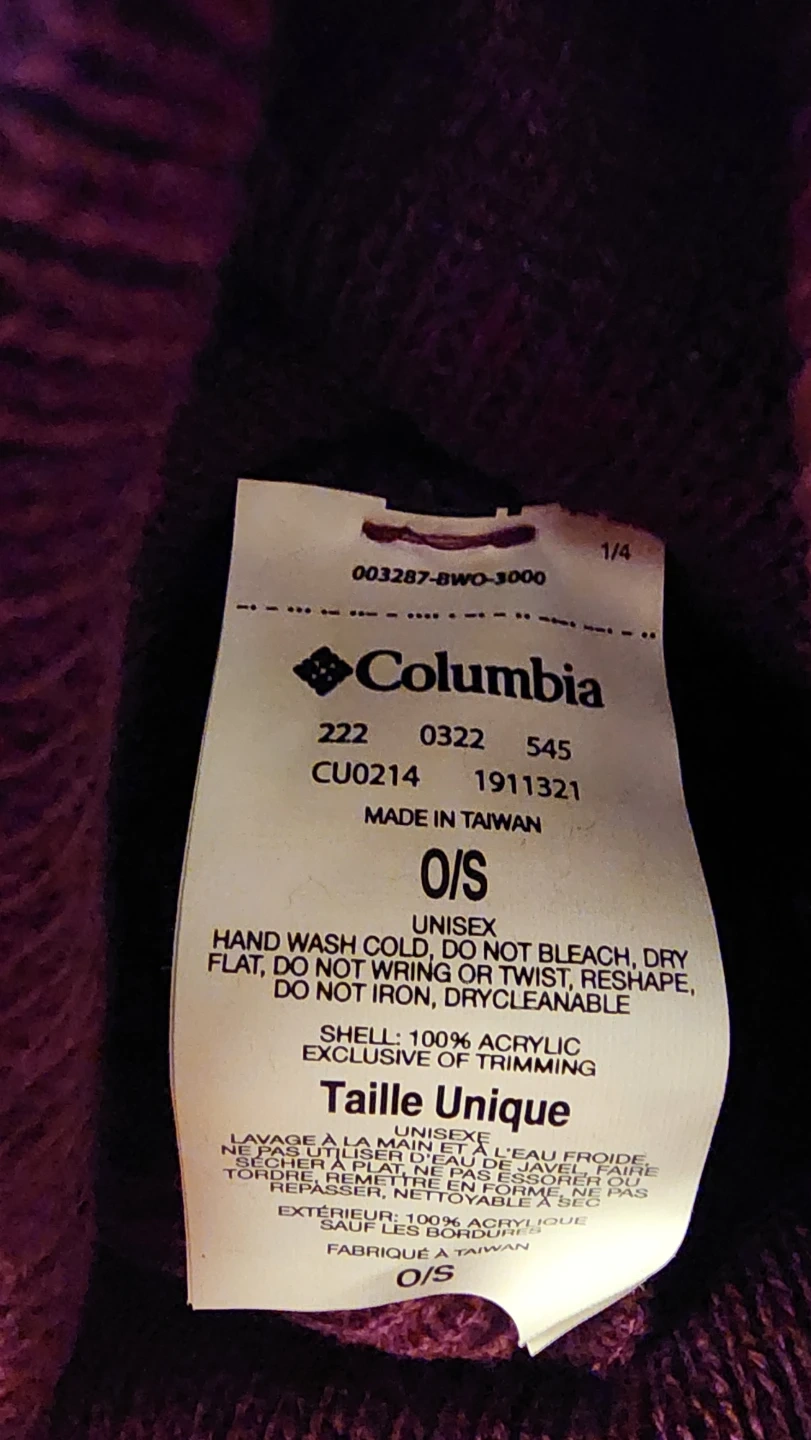 1/4
003287-BWO-3000
Columbia
222 0322 545
CU0214 1911321
MADE IN TAIWAN
O/S
UNISEX
HAND WASH COLD, DO NOT BLEACH, DRY
FLAT, DO NOT WRING OR TWIST, RESHAPE,
DO NOT IRON, DRYCLEANABLE
SHELL: 100% ACRYLIC
EXCLUSIVE OF TRIMMING
Taille Unique
UNISEXE
LAVAGE À LA MAIN ET À L'EAU FROIDE,
NE PAS UTILISER D'EAU DE JAVEL, FAIRE
SÉCHER À PLAT, NE PAS ESSORER OU
TORDRE, REMETTRE EN FORME, NE PAS
REPASSER, NETTOYABLE À SEC
EXTÉRIEUR: 100% ACRYLIQUE
SAUF LES BORDURES
FABRIQUÉ À TAIWAN
O/S